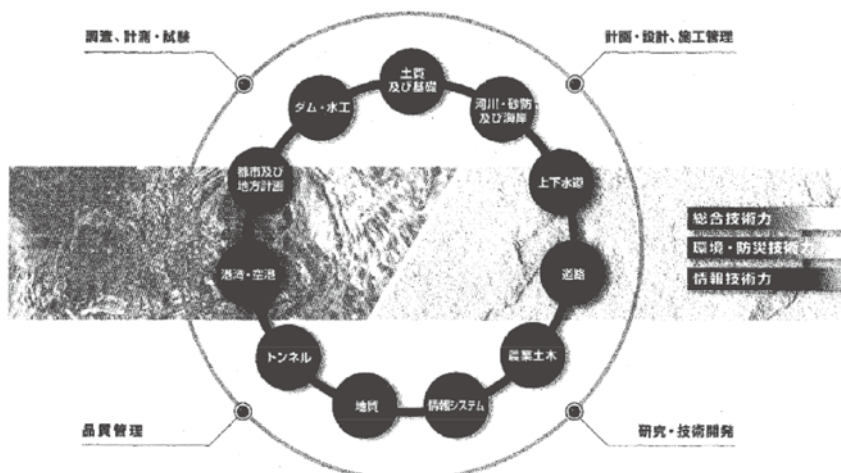 調査、計測・試験
計画・設計、施工管理
土質
及び基礎
河川・砂防
及び海岸
上下水道
道路
農業土木
情報システム
地質
トンネル
港湾・空港
都市及び
地方計画
ダム・水工
総合技術力
環境・防災技術力
情報技術力
品質管理
研究・技術開発